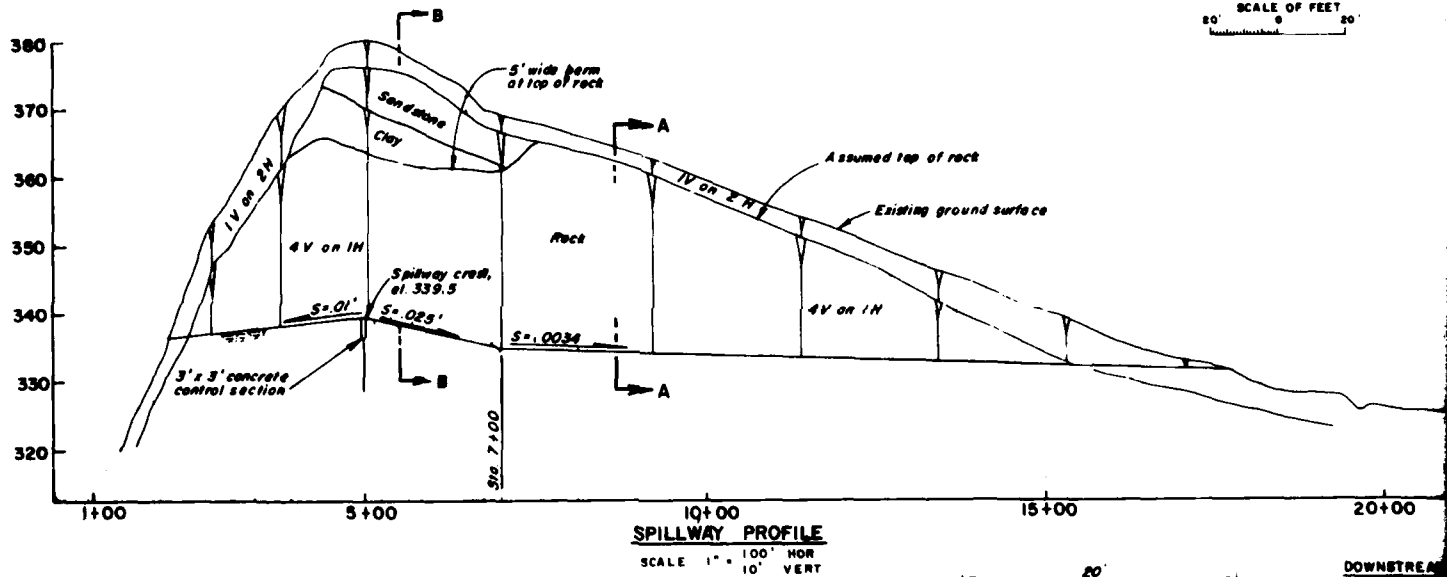 SCALE OF FEET
20' 0 20'
B
380
5' wide berm
at top of rock
370
Sandstone
A
Clay
Assumed top of rock
360
1V on 2H
1V on 2H
Existing ground surface
350
4V on 1H
Rock
Spillway crest,
el. 339.5
4V on 1H
340
S=.01'
S=.025'
S=.0034
330
3' x 3' concrete
control section
B
A
320
Sta. 7+00
1+00 5+00 10+00 15+00 20+00
SPILLWAY PROFILE
SCALE 1" = 100' HOR
10' VERT
20'
DOWNSTREA